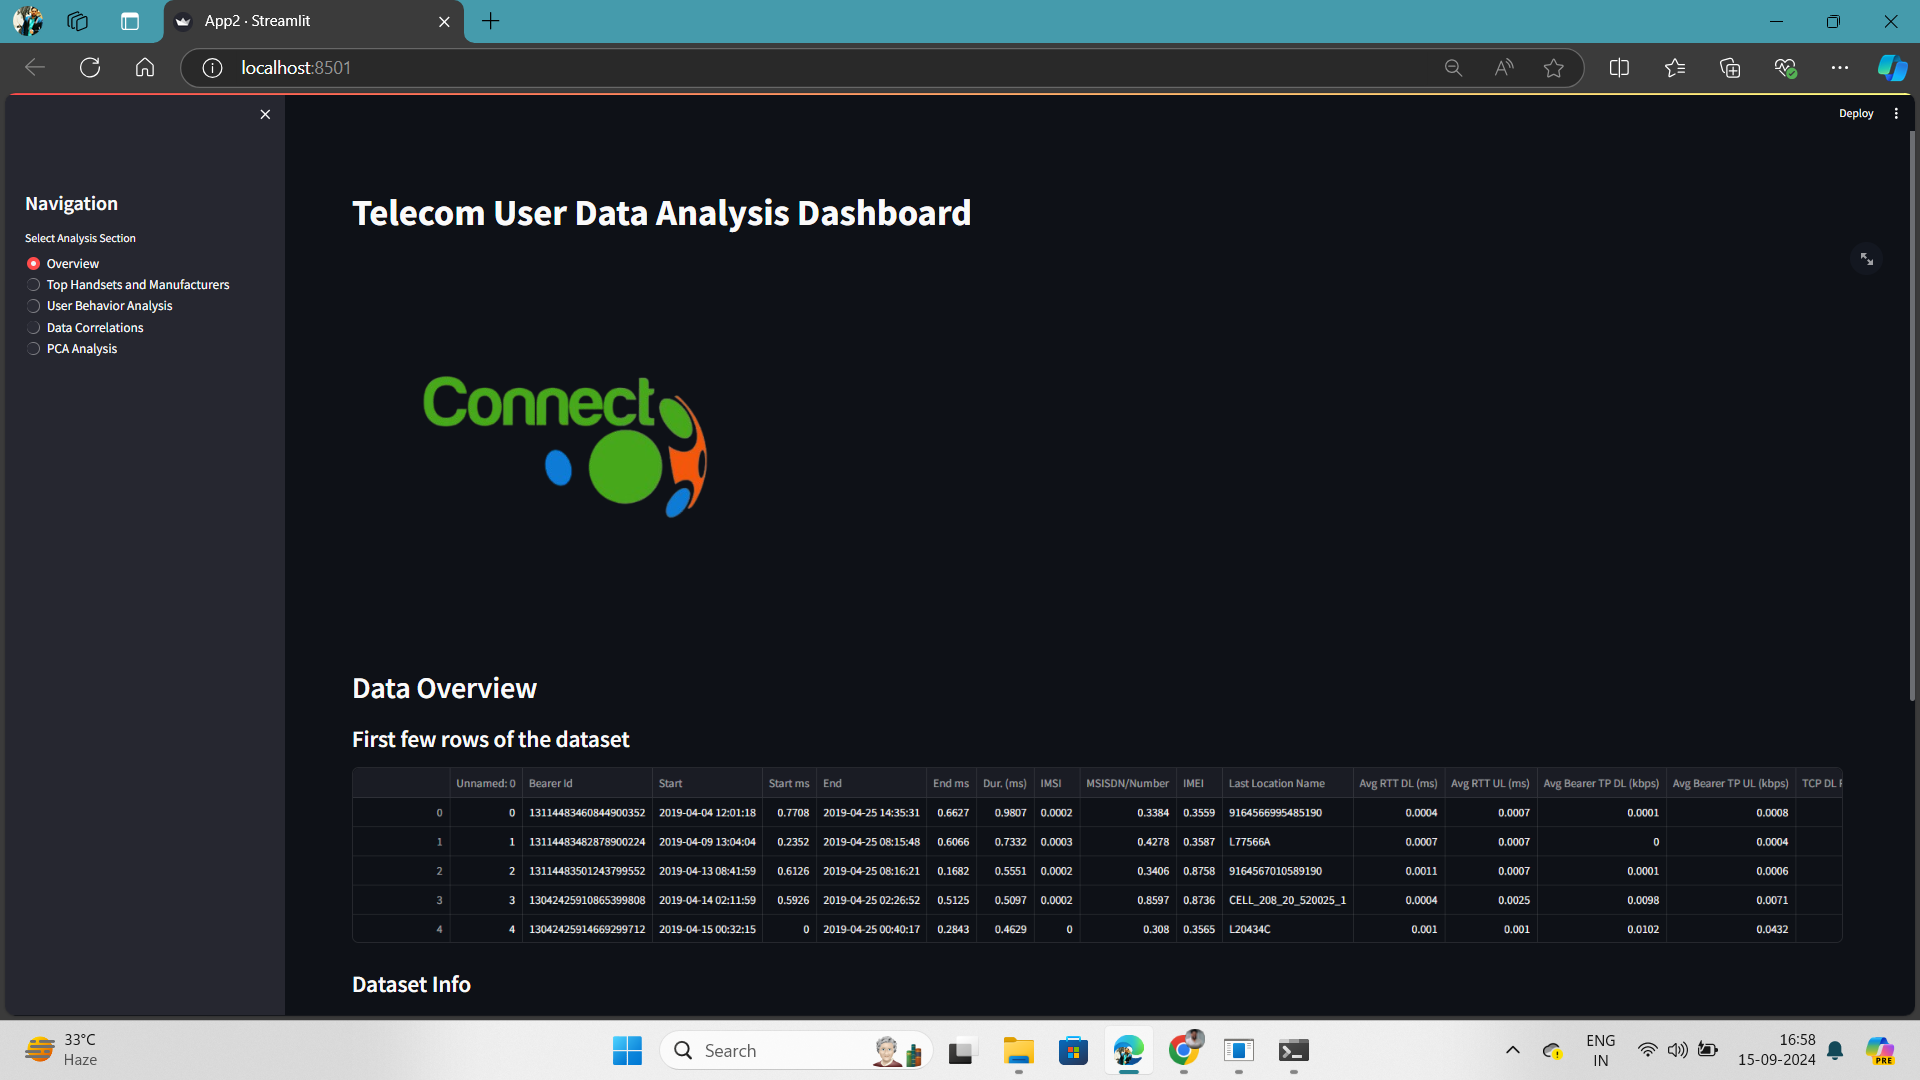 App2 · Streamlit
localhost:8501
Deploy
Navigation
Select Analysis Section
Overview
Top Handsets and Manufacturers
User Behavior Analysis
Data Correlations
PCA Analysis
Telecom User Data Analysis Dashboard
Connect
Data Overview
First few rows of the dataset
Unnamed: 0 Bearer Id Start Start ms End End ms Dur. (ms) IMSI MSISDN/Number IMEI Last Location Name Avg RTT DL (ms) Avg RTT UL (ms) Avg Bearer TP DL (kbps) Avg Bearer TP UL (kbps) TCP DL
0 0 13114483460844900352 2019-04-04 12:01:18 0.7708 2019-04-25 14:35:31 0.6627 0.9807 0.0002 0.3384 0.3559 9164566995485190 0.0004 0.0007 0.0001 0.0008
1 1 13114483482878900224 2019-04-09 13:04:04 0.2352 2019-04-25 08:15:48 0.6066 0.7332 0.0003 0.4278 0.3587 L77566A 0.0007 0.0007 0 0.0004
2 2 13114483501243799552 2019-04-13 08:41:59 0.6126 2019-04-25 08:16:21 0.1682 0.5551 0.0002 0.3406 0.8758 9164567010589190 0.0011 0.0007 0.0001 0.0006
3 3 13042425910865399808 2019-04-14 02:11:59 0.5926 2019-04-25 02:26:52 0.5125 0.5097 0.0002 0.8597 0.8736 CELL_208_20_520025_1 0.0004 0.0025 0.0098 0.0071
4 4 13042425914669299712 2019-04-15 00:32:15 0 2019-04-25 00:40:17 0.2843 0.4629 0 0.308 0.3565 L20434C 0.001 0.001 0.0102 0.0432
Dataset Info
33°C
Haze
Search
ENG
IN
16:58
15-09-2024
PRE